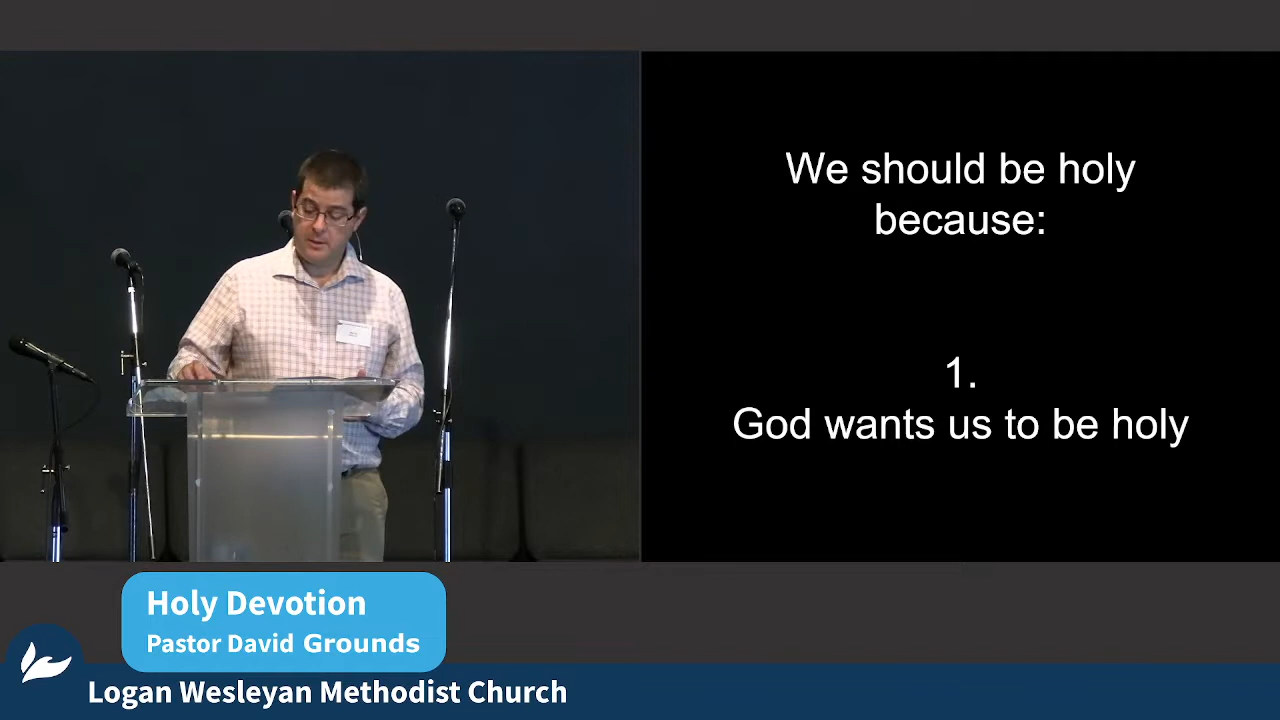 We should be holy
because:
1.
God wants us to be holy
Holy Devotion
Pastor David Grounds
Logan Wesleyan Methodist Church